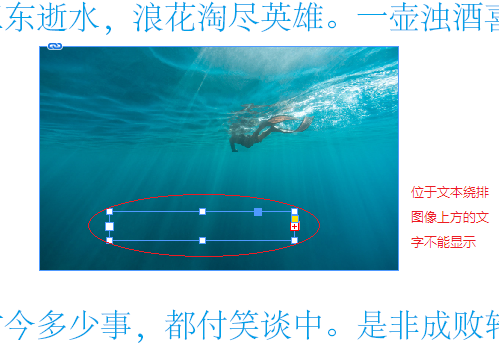 东逝水，浪花淘尽英雄。一壶浊酒喜
位于文本绕排
图像上方的文
字不能显示
今多少事，都付笑谈中。是非成败转